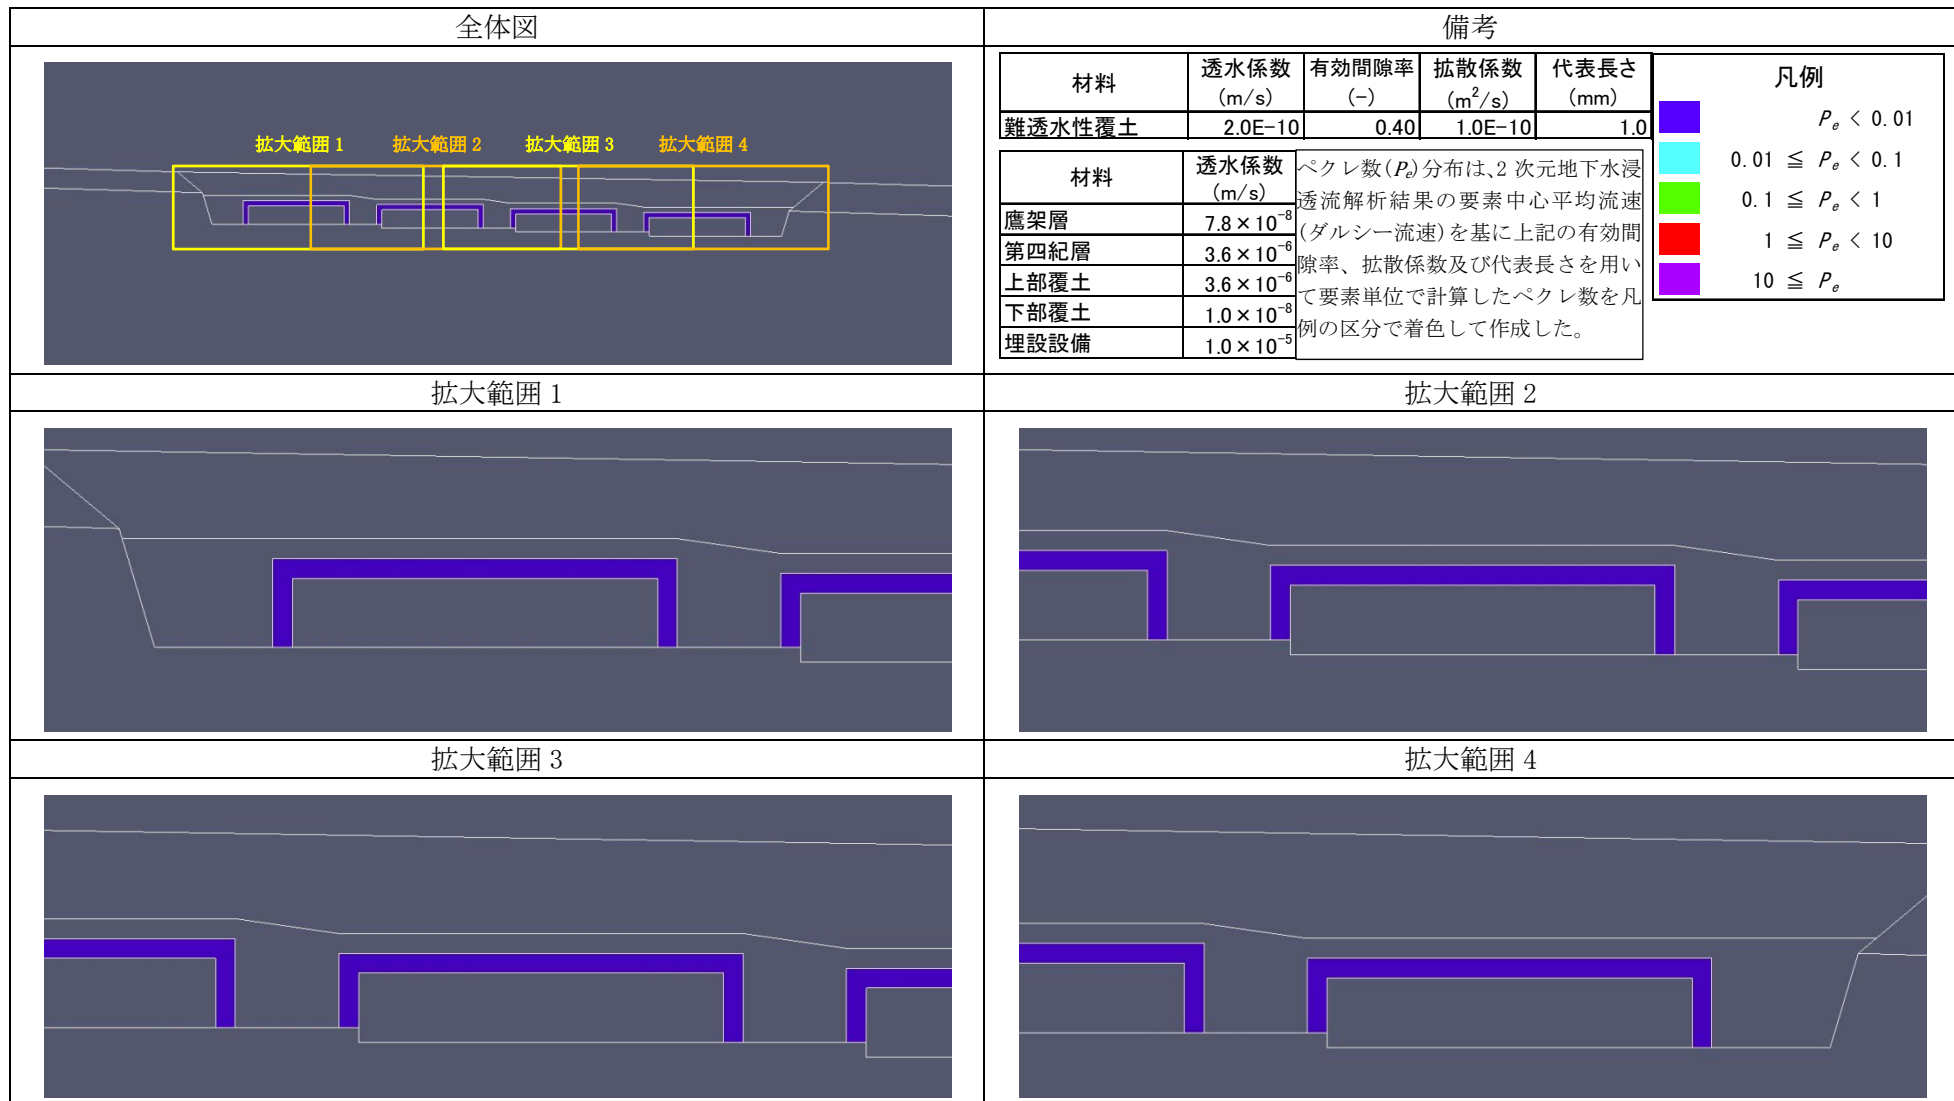 全体図
備考
拡大範囲 1
拡大範囲 2
拡大範囲 3
拡大範囲 4
材料 透水係数 (m/s) 有効間隙率 (-) 拡散係数 (m²/s) 代表長さ (mm)
難透水性覆土 2.0E-10 0.40 1.0E-10 1.0
材料 透水係数 (m/s)
鷹架層 7.8×10⁻⁸
第四紀層 3.6×10⁻⁶
上部覆土 3.6×10⁻⁶
下部覆土 1.0×10⁻⁸
埋設設備 1.0×10⁻⁵
ペクレ数(Pe)分布は、2 次元地下水浸
透流解析結果の要素中心平均流速
(ダルシー流速)を基に上記の有効間
隙率、拡散係数及び代表長さを用い
て要素単位で計算したペクレ数を凡
例の区分で着色して作成した。
凡例
Pe < 0.01
0.01 ≦ Pe < 0.1
0.1 ≦ Pe < 1
1 ≦ Pe < 10
10 ≦ Pe
拡大範囲 1
拡大範囲 2
拡大範囲 3
拡大範囲 4